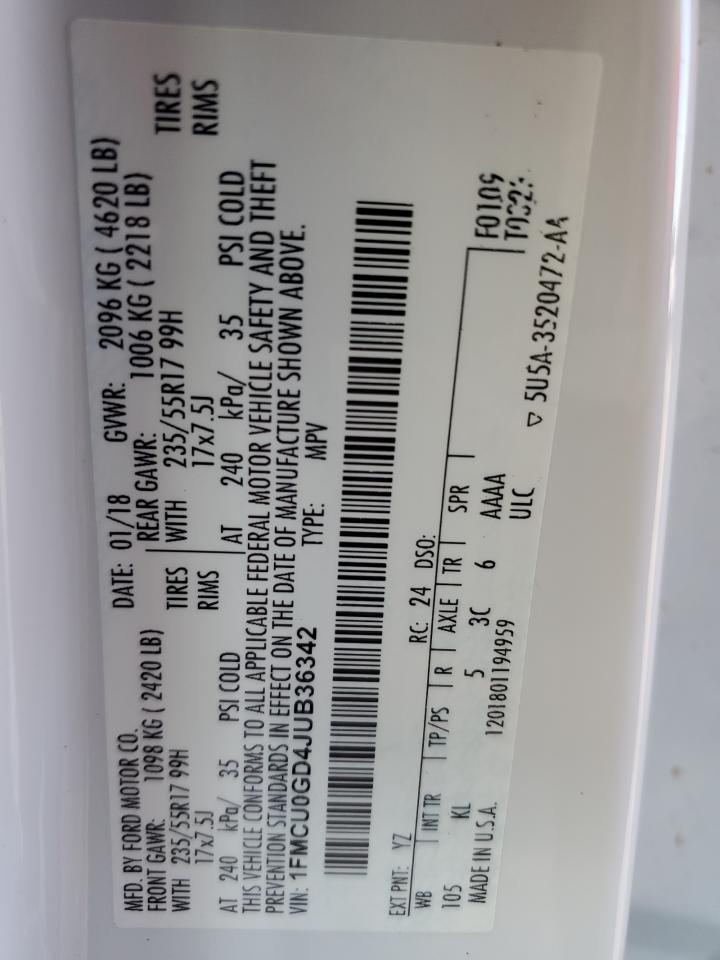 MFD. BY FORD MOTOR CO. DATE: 01/18 GVWR: 2096 KG ( 4620 LB)
FRONT GAWR: 1098 KG ( 2420 LB) REAR GAWR: 1006 KG ( 2218 LB)
WITH 235/55R17 99H TIRES WITH 235/55R17 99H TIRES
17x7.5J RIMS 17x7.5J RIMS
AT 240 kPa/ 35 PSI COLD AT 240 kPa/ 35 PSI COLD
THIS VEHICLE CONFORMS TO ALL APPLICABLE FEDERAL MOTOR VEHICLE SAFETY AND THEFT
PREVENTION STANDARDS IN EFFECT ON THE DATE OF MANUFACTURE SHOWN ABOVE.
VIN: 1FMCU0GD4JUB36342 TYPE: MPV
EXT PNT: YZ RC: 24 DSO: F0109
WB INT TR TP/PS R AXLE TR SPR
105 KL 5 3C 6 AAAA
MADE IN U.S.A. 1201801194959 ULC
▽ 5U5A-3520472-AA